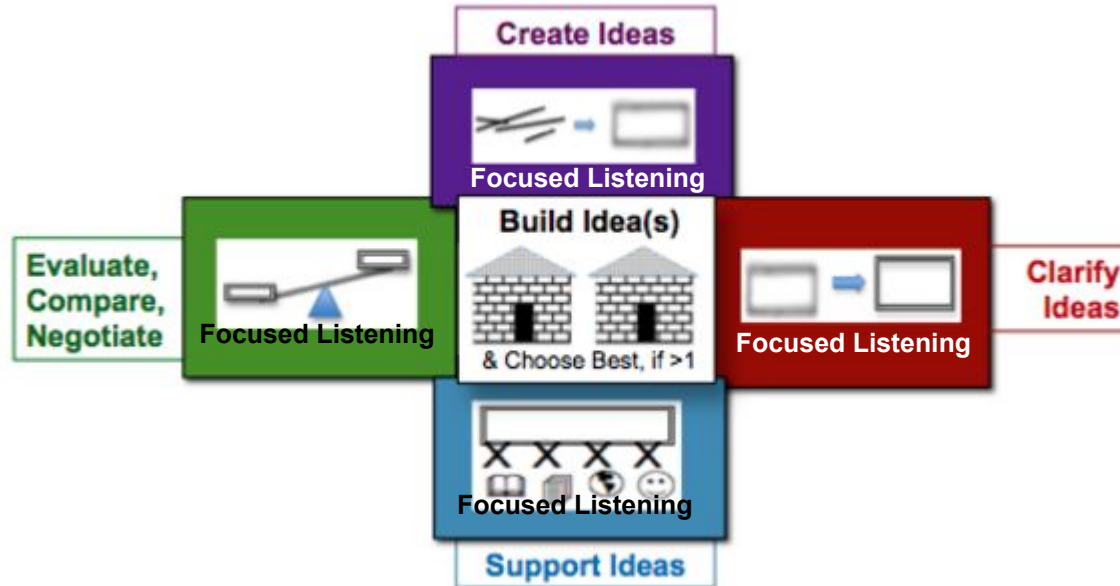 Create Ideas
Focused Listening
Build Idea(s)
Evaluate,
Compare,
Negotiate
Focused Listening
& Choose Best, if >1
Focused Listening
Clarify
Ideas
Focused Listening
Support Ideas